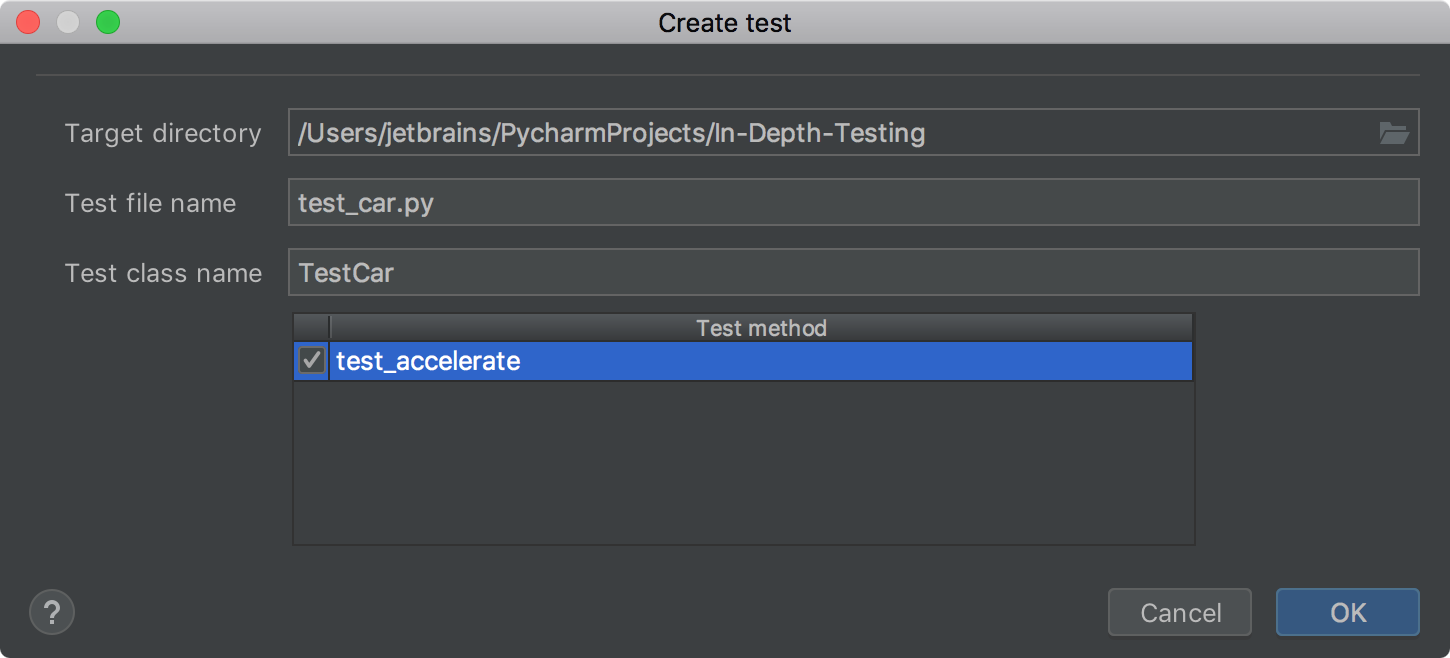 Create test
Target directory /Users/jetbrains/PycharmProjects/In-Depth-Testing
Test file name test_car.py
Test class name TestCar
Test method
test_accelerate
? Cancel OK